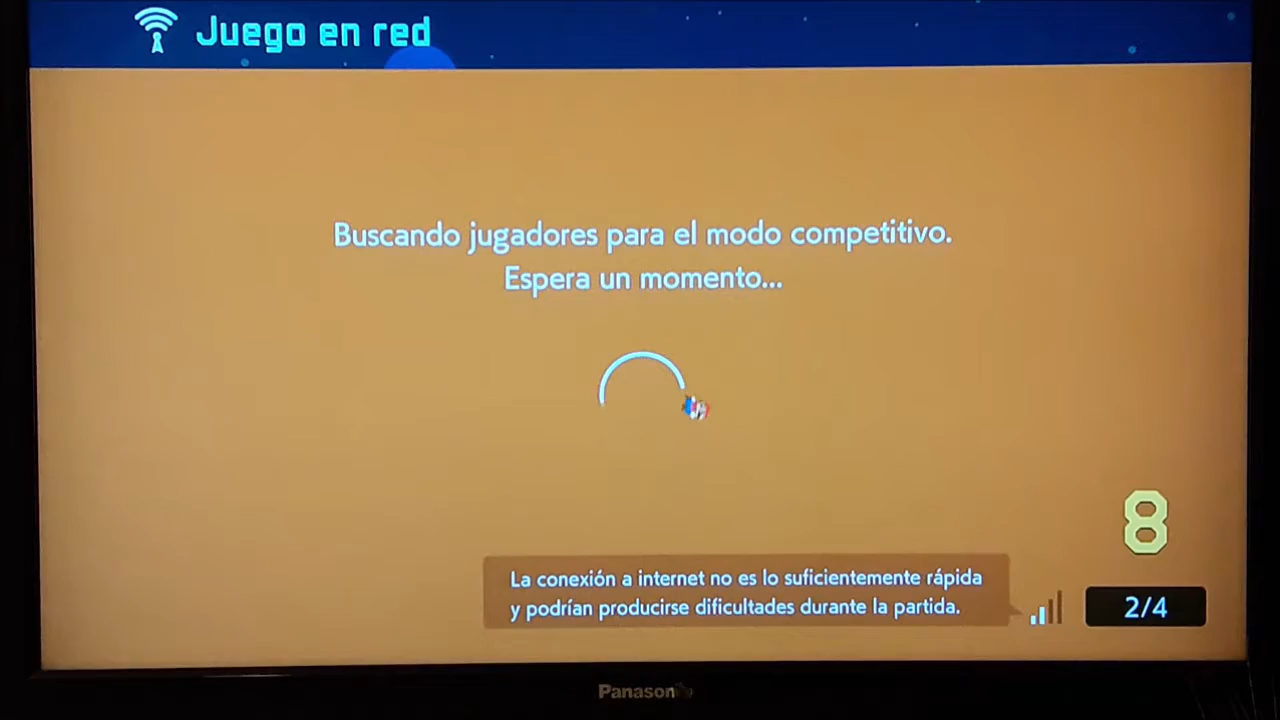 Juego en red
Buscando jugadores para el modo competitivo.
Espera un momento...
8
La conexión a internet no es lo suficientemente rápida
y podrían producirse dificultades durante la partida.
2/4
Panasonic